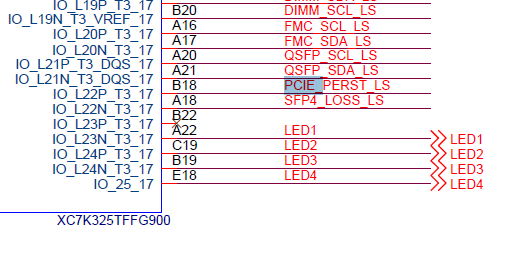 IO_L19P_T3_17 B20 DIMM_SCL_LS
IO_L19N_T3_VREF_17 A16 FMC_SCL_LS
IO_L20P_T3_17 A17 FMC_SDA_LS
IO_L20N_T3_17 A20 QSFP_SCL_LS
IO_L21P_T3_DQS_17 A21 QSFP_SDA_LS
IO_L21N_T3_DQS_17 B18 PCIE_PERST_LS
IO_L22P_T3_17 A18 SFP4_LOSS_LS
IO_L22N_T3_17 B22
IO_L23P_T3_17 A22 LED1
IO_L23N_T3_17 C19 LED2 LED1
IO_L24P_T3_17 B19 LED3 LED2
IO_L24N_T3_17 E18 LED4 LED3
IO_25_17 LED4
XC7K325TFFG900